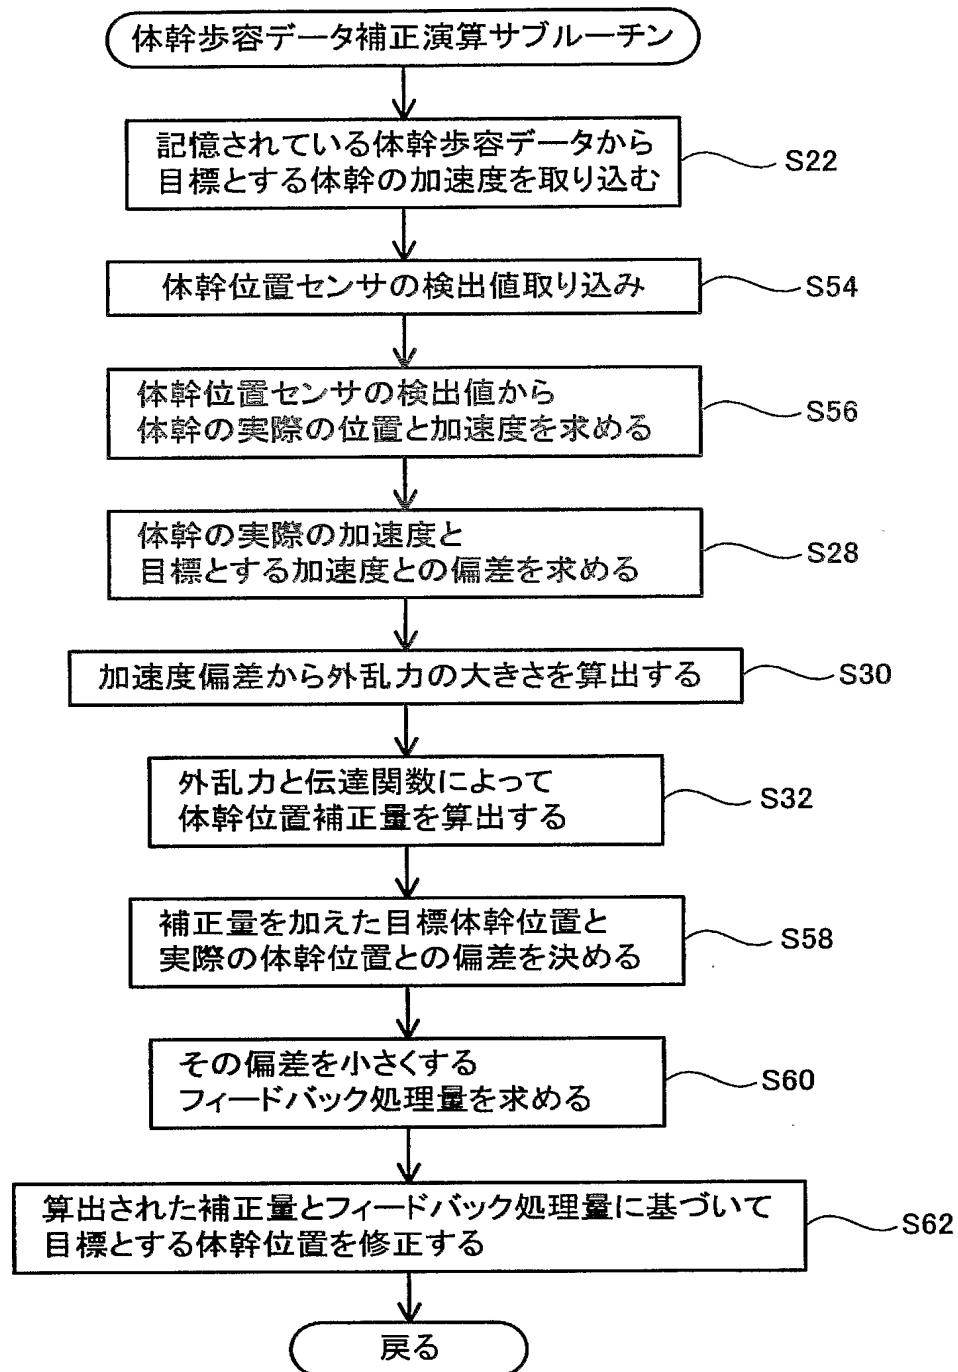 体幹歩容データ補正演算サブルーチン
記憶されている体幹歩容データから
目標とする体幹の加速度を取り込む
S22
体幹位置センサの検出値取り込み
S54
体幹位置センサの検出値から
体幹の実際の位置と加速度を求める
S56
体幹の実際の加速度と
目標とする加速度との偏差を求める
S28
加速度偏差から外乱力の大きさを算出する
S30
外乱力と伝達関数によって
体幹位置補正量を算出する
S32
補正量を加えた目標体幹位置と
実際の体幹位置との偏差を決める
S58
その偏差を小さくする
フィードバック処理量を求める
S60
算出された補正量とフィードバック処理量に基づいて
目標とする体幹位置を修正する
S62
戻る